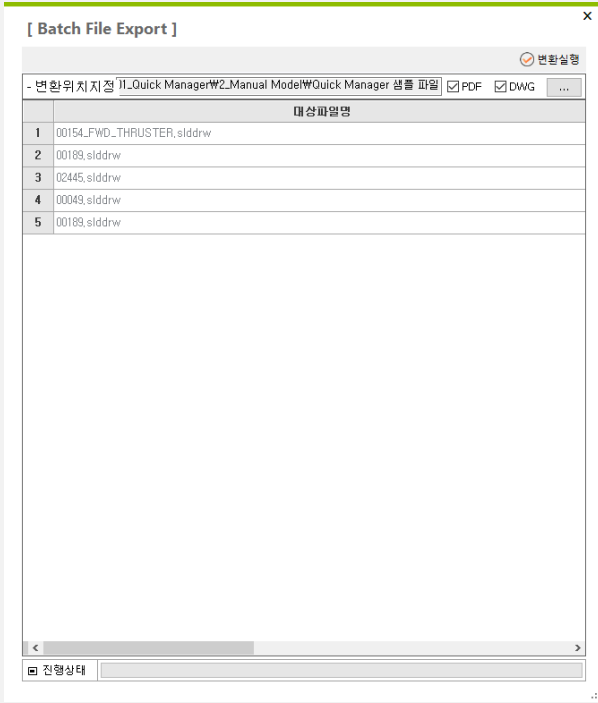 [ Batch File Export ]
변환실행
- 변환위치지정 )1_Quick Manager₩2_Manual Model₩Quick Manager 샘플 파일 PDF DWG ...
대상파일명
1 00154_FWD_THRUSTER.slddrw
2 00189.slddrw
3 02445.slddrw
4 00049.slddrw
5 00189.slddrw
진행상태